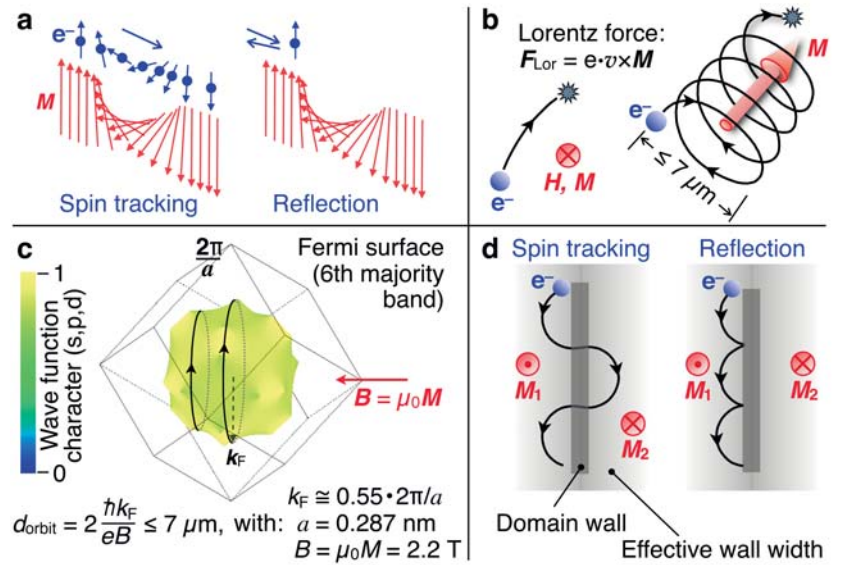 a
e⁻
M
Spin tracking
Reflection
b
Lorentz force:
F_Lor = e·v×M
e⁻
H, M
e⁻
M
≤ 7 μm
c
2π/a
Fermi surface
(6th majority
band)
1
0
Wave function
character (s,p,d)
B = μ₀M
k_F
d_orbit = 2 ħk_F/eB ≤ 7 μm, with:
k_F ≅ 0.55·2π/a
a = 0.287 nm
B = μ₀M = 2.2 T
d
Spin tracking
Reflection
e⁻
e⁻
M₁
M₂
M₁
M₂
Domain wall
Effective wall width